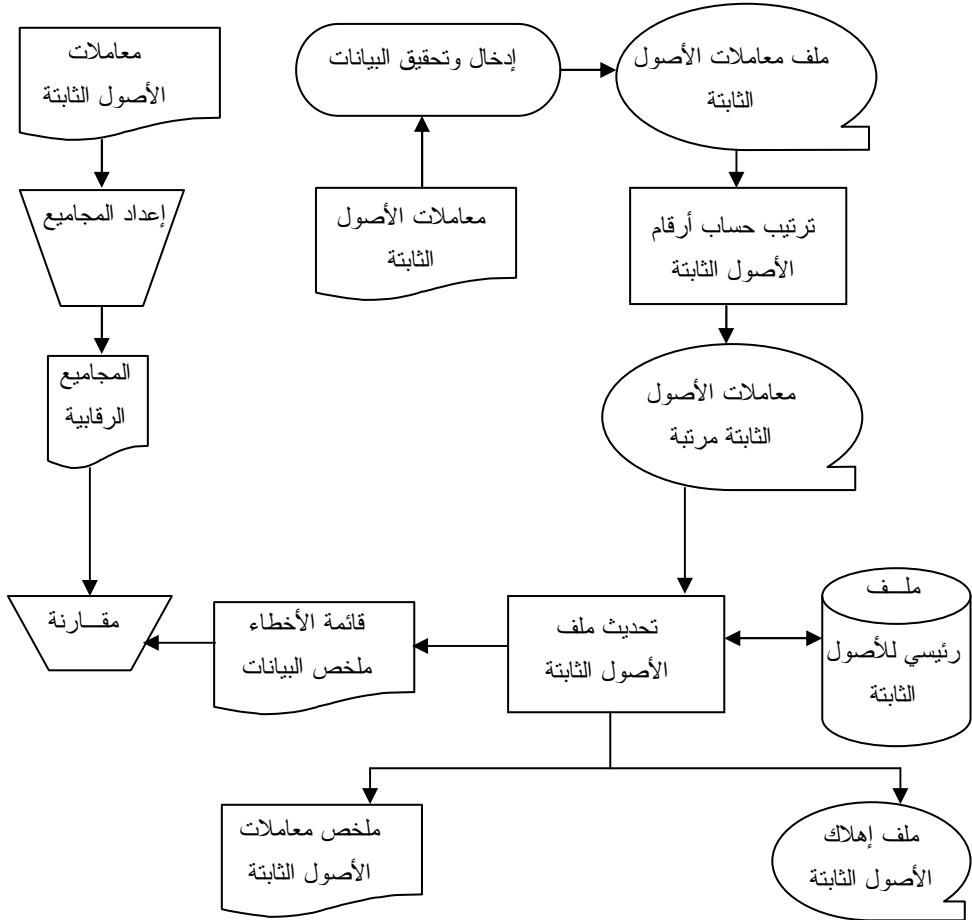 معاملات
الأصول الثابتة
إدخال وتحقيق البيانات
ملف معاملات الأصول
الثابتة
إعداد المجاميع
معاملات الأصول
الثابتة
ترتيب حساب أرقام
الأصول الثابتة
المجاميع
الرقابية
معاملات الأصول
الثابتة مرتبة
مقـــارنة
قائمة الأخطاء
ملخص البيانات
تحديث ملف
الأصول الثابتة
ملــف
رئيسي للأصول
الثابتة
ملخص معاملات
الأصول الثابتة
ملف إهلاك
الأصول الثابتة